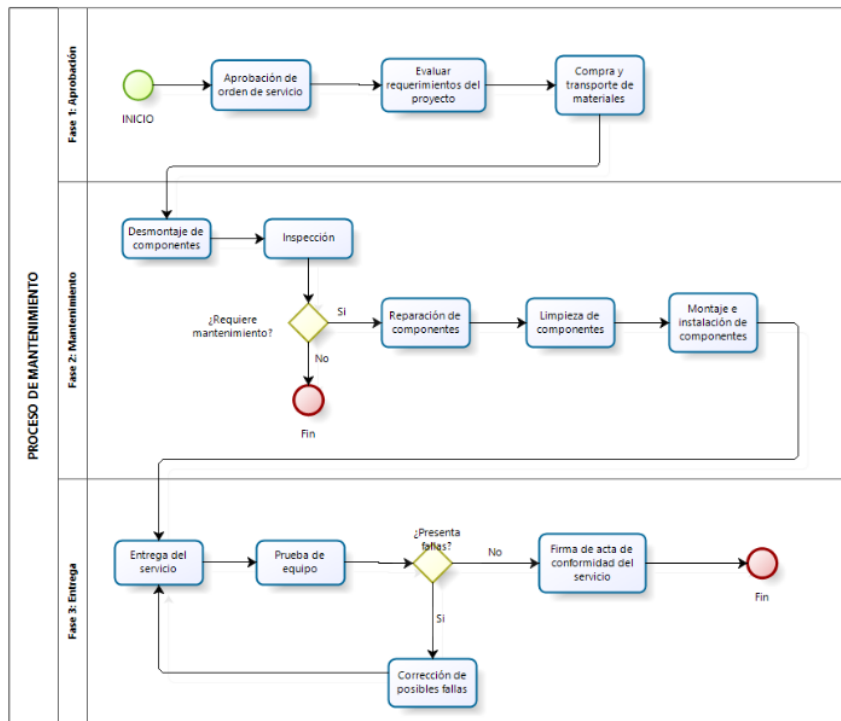 PROCESO DE MANTENIMIENTO
Fase 1: Aprobación
INICIO
Aprobación de
orden de servicio
Evaluar
requerimientos del
proyecto
Compra y
transporte de
materiales
Fase 2: Mantenimiento
Desmontaje de
componentes
Inspección
¿Requiere
mantenimiento?
Si
No
Fin
Reparación de
componentes
Limpieza de
componentes
Montaje e
instalación de
componentes
Fase 3: Entrega
Entrega del
servicio
Prueba de
equipo
¿Presenta
fallas?
No
Si
Firma de acta de
conformidad del
servicio
Fin
Corrección de
posibles fallas